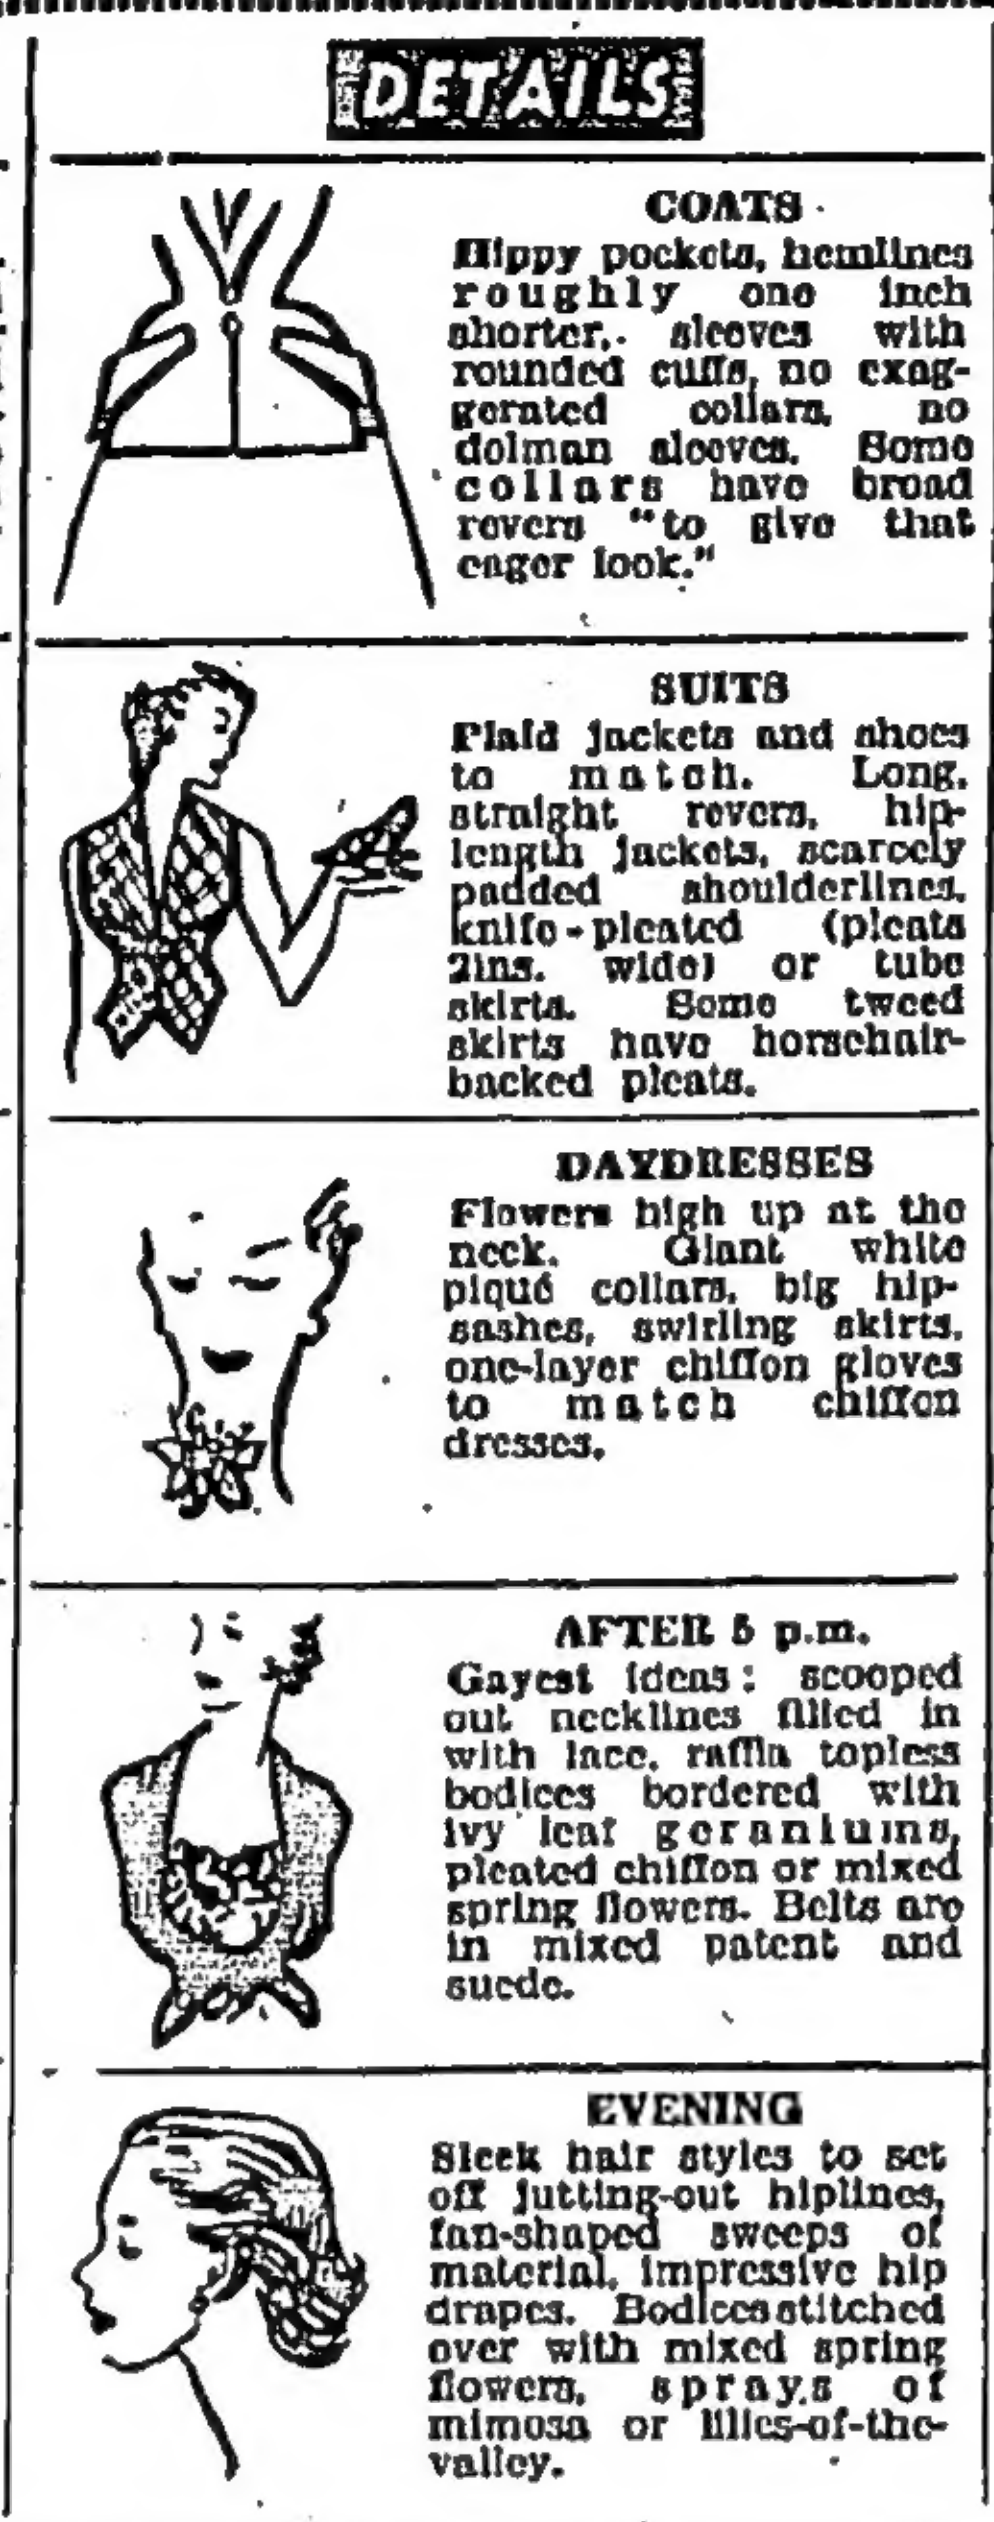 DETAILS
COATS
Hippy pockets, hemlines
roughly one inch
shorter, sleeves with
rounded cuffs, no exag-
gerated collars, no
dolman sleeves. Some
collars have broad
revers "to give that
eager look."
SUITS
Plaid jackets and shoes
to match. Long,
straight revers, hip-
length jackets, scarcely
padded shoulderlines,
knife-pleated (pleats
2ins. wide) or tube
skirts. Some tweed
skirts have horsehair-
backed pleats.
DAYDRESSES
Flowers high up at the
neck. Giant white
piqué collars, big hip-
sashes, swirling skirts,
one-layer chiffon gloves
to match chiffon
dresses.
AFTER 5 p.m.
Gayest ideas: scooped
out necklines filled in
with lace, raffia topless
bodices bordered with
ivy leaf geraniums,
pleated chiffon or mixed
spring flowers. Belts are
in mixed patent and
suede.
EVENING
Sleek hair styles to set
off jutting-out hiplines,
fan-shaped sweeps of
material, impressive hip
drapes. Bodices stitched
over with mixed spring
flowers, sprays of
mimosa or lilies-of-the-
valley.